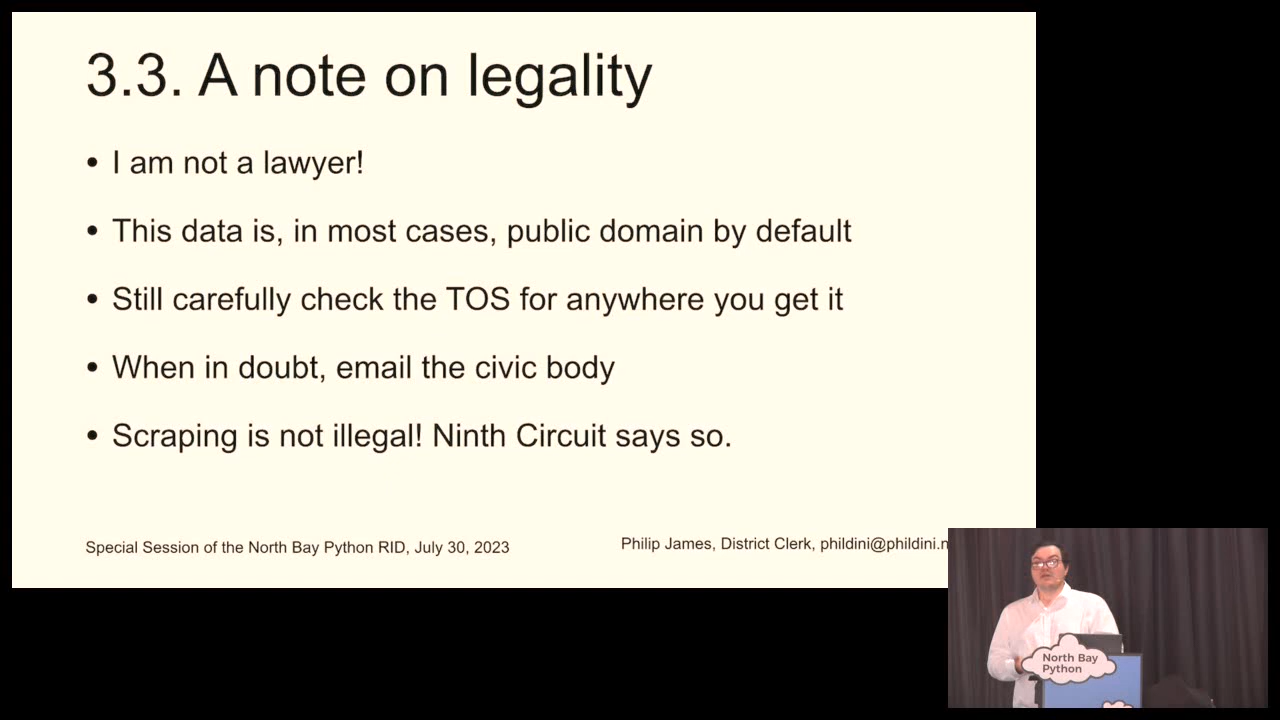 3.3. A note on legality
• I am not a lawyer!
• This data is, in most cases, public domain by default
• Still carefully check the TOS for anywhere you get it
• When in doubt, email the civic body
• Scraping is not illegal! Ninth Circuit says so.
Special Session of the North Bay Python RID, July 30, 2023
Philip James, District Clerk, phildini@phildini.n
North Bay
Python